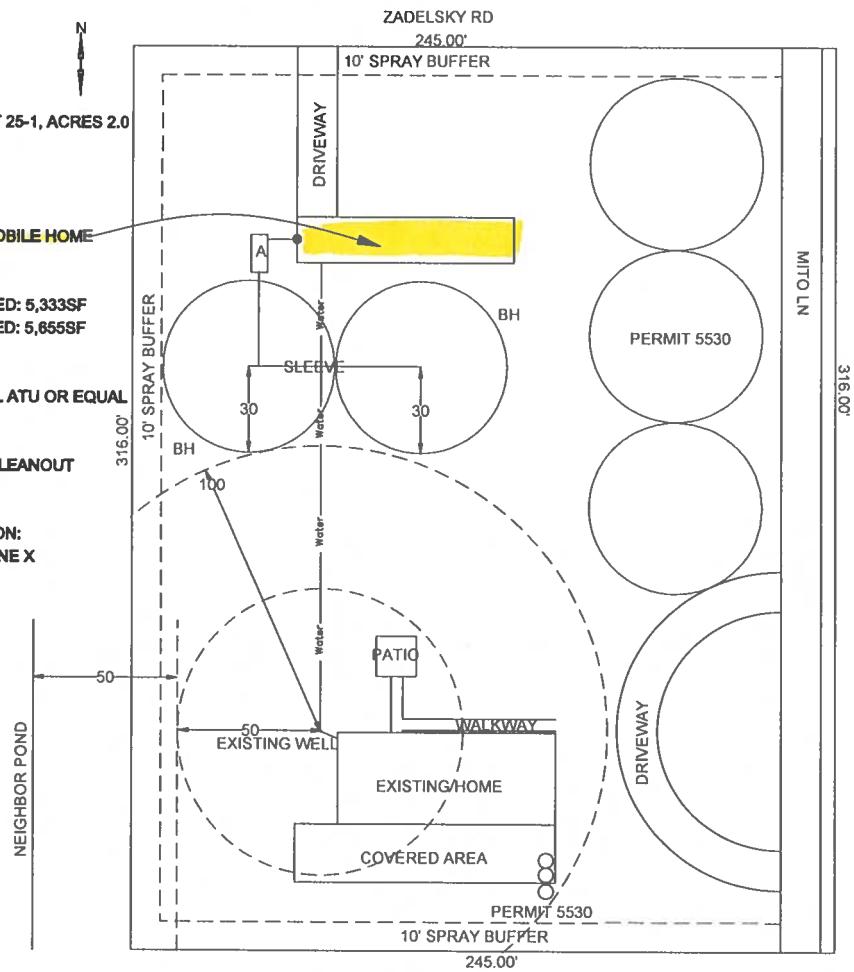 ZADELSKY RD
245.00'
10' SPRAY BUFFER
N
25-1, ACRES 2.0
DRIVEWAY
OBILE HOME
A
ED: 5,333SF
ED: 5,655SF
10' SPRAY BUFFER
316.00'
Water
BH
SLEEVE
30
30
BH
PERMIT 5530
MITO LN
316.00'
ATU OR EQUAL
LEANOUT
100
Water
ON:
NE X
Water
Water
50
PATIO
WALKWAY
50
EXISTING WELL
EXISTING HOME
DRIVEWAY
NEIGHBOR POND
COVERED AREA
PERMIT 5530
10' SPRAY BUFFER
245.00'